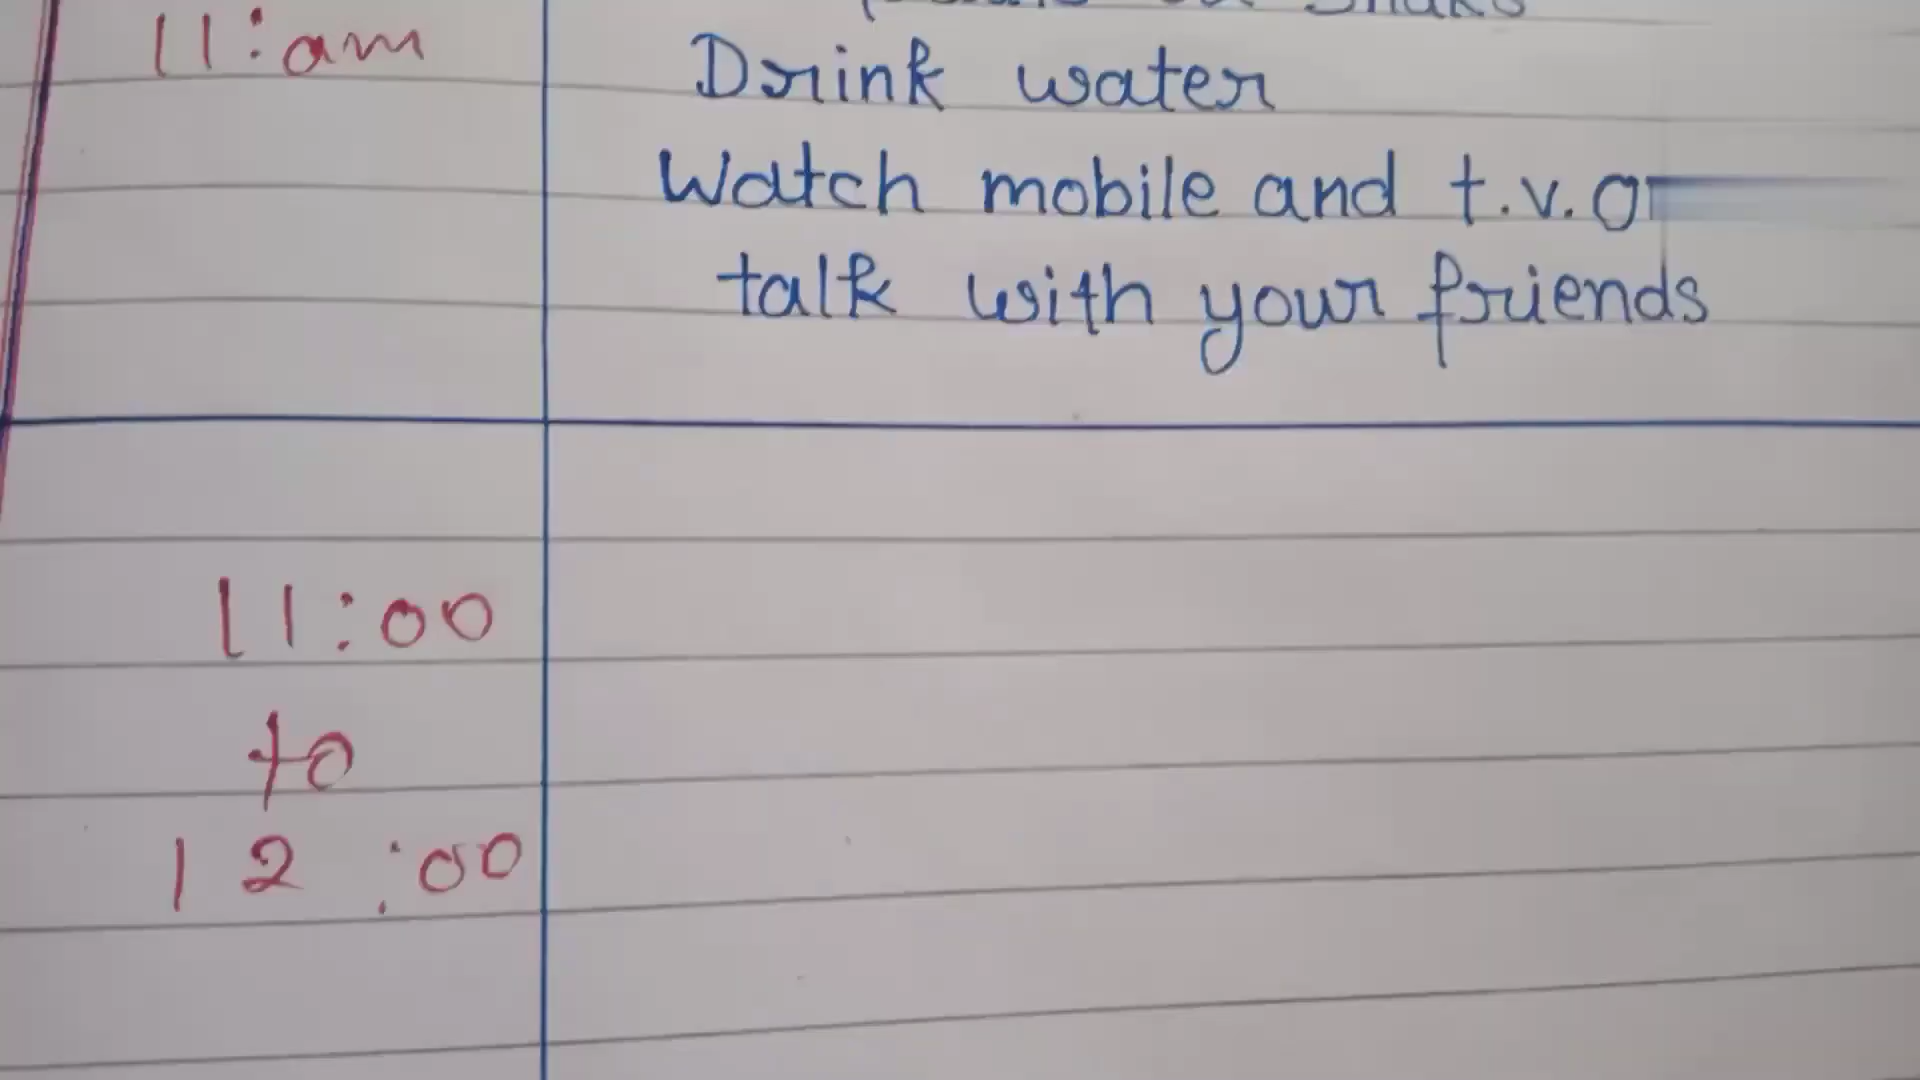 11:am
Drink water
Watch mobile and t.v. or
talk with your friends
11:00
to
12:00